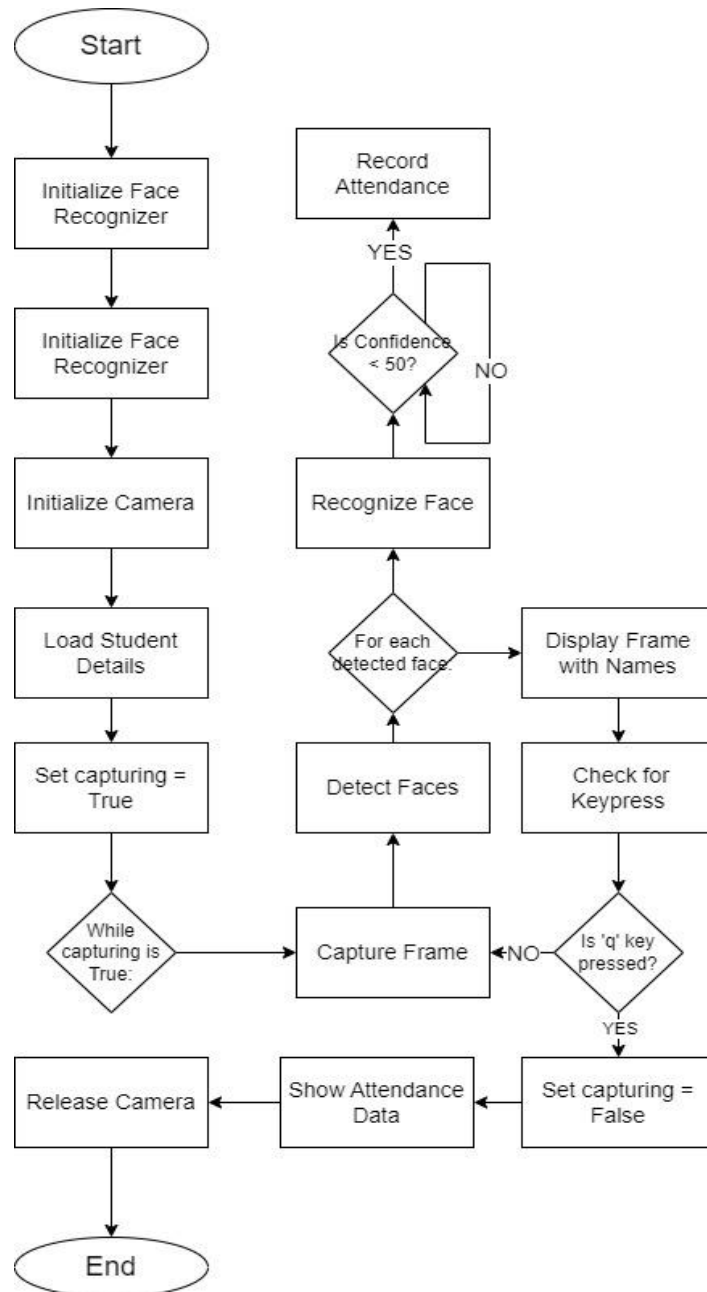 Start
Initialize Face
Recognizer
Initialize Face
Recognizer
Initialize Camera
Load Student
Details
Set capturing =
True
While
capturing is
True:
Capture Frame
Detect Faces
For each
detected face:
Recognize Face
Is Confidence
< 50?
NO
YES
Record
Attendance
Display Frame
with Names
Check for
Keypress
Is 'q' key
pressed?
NO
YES
Set capturing =
False
Show Attendance
Data
Release Camera
End